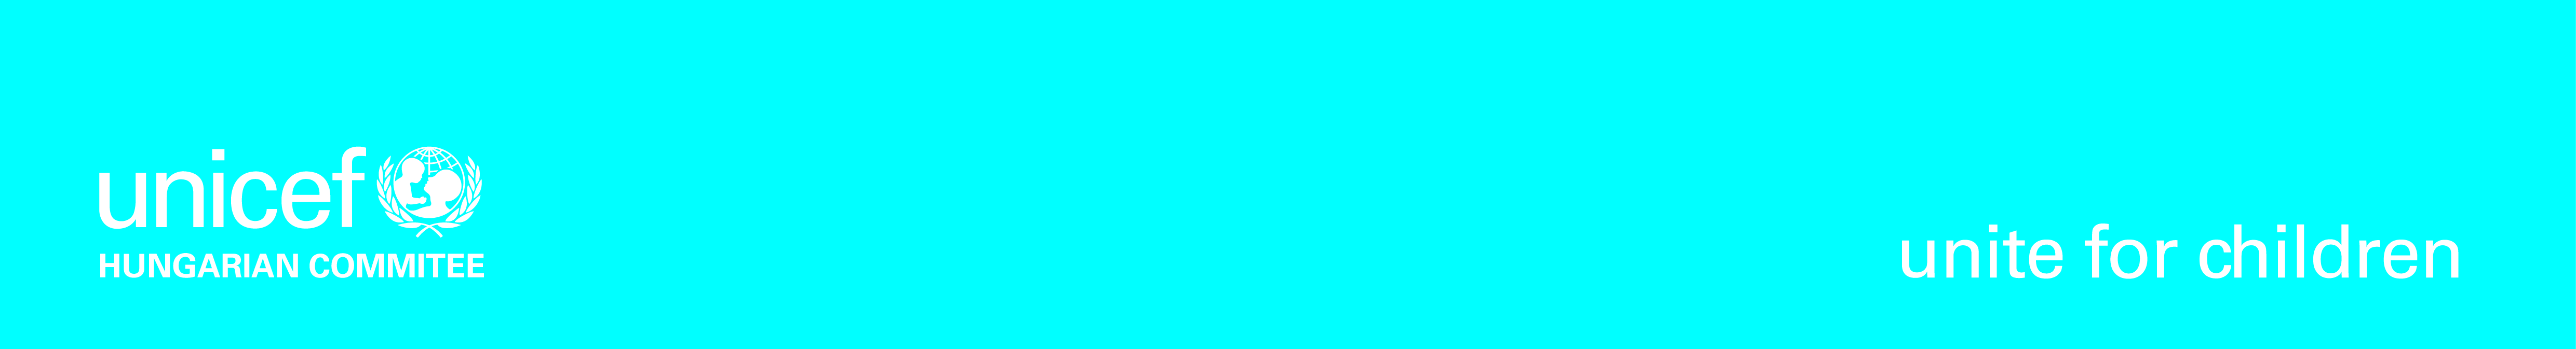 unicef
HUNGARIAN COMMITEE
unite for children